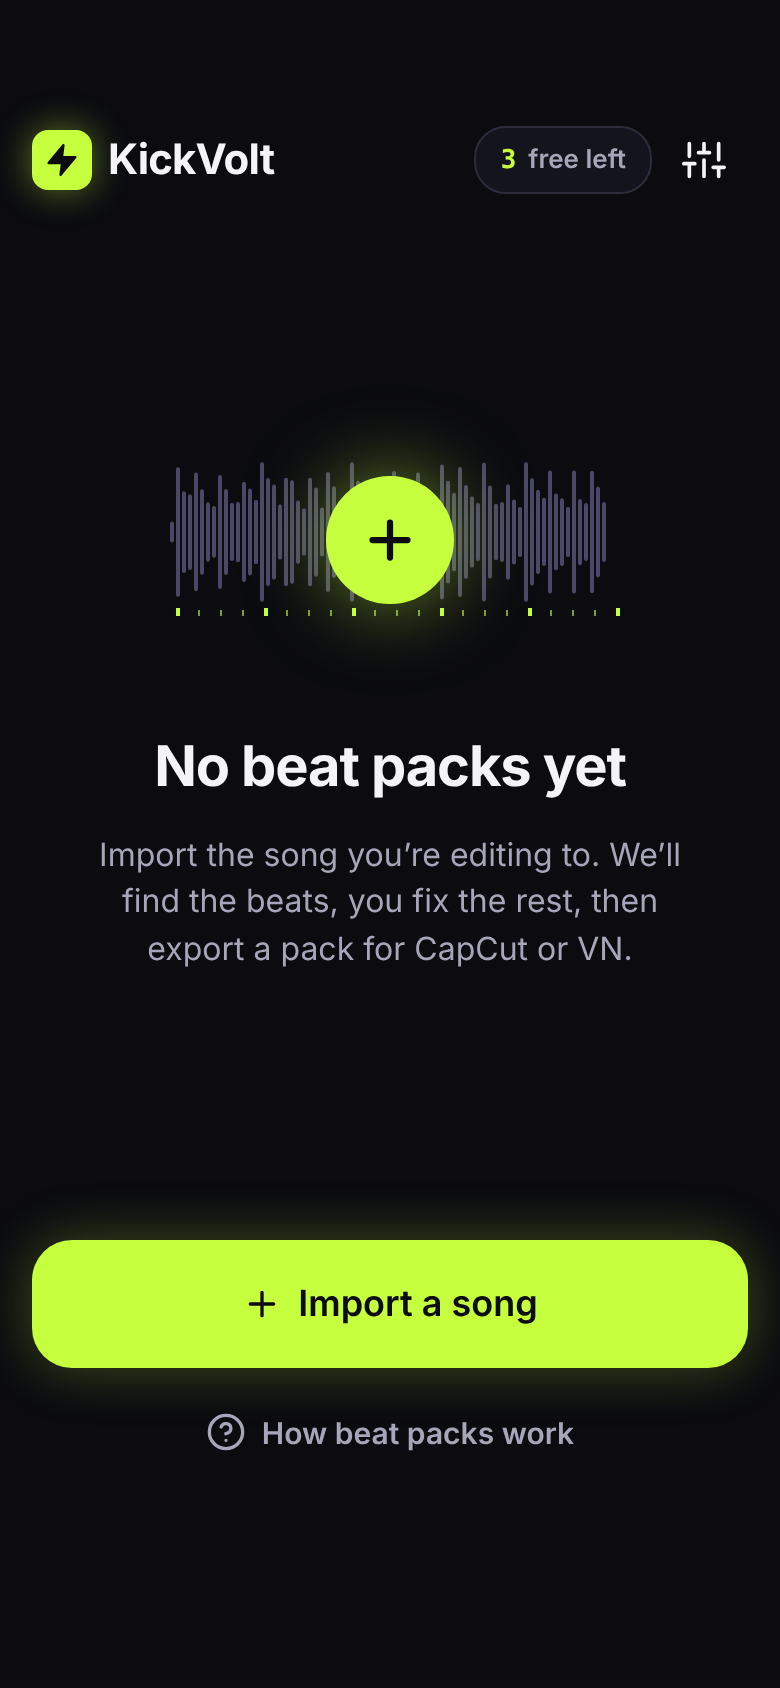 KickVolt
3 free left
No beat packs yet
Import the song you’re editing to. We’ll
find the beats, you fix the rest, then
export a pack for CapCut or VN.
Import a song
How beat packs work